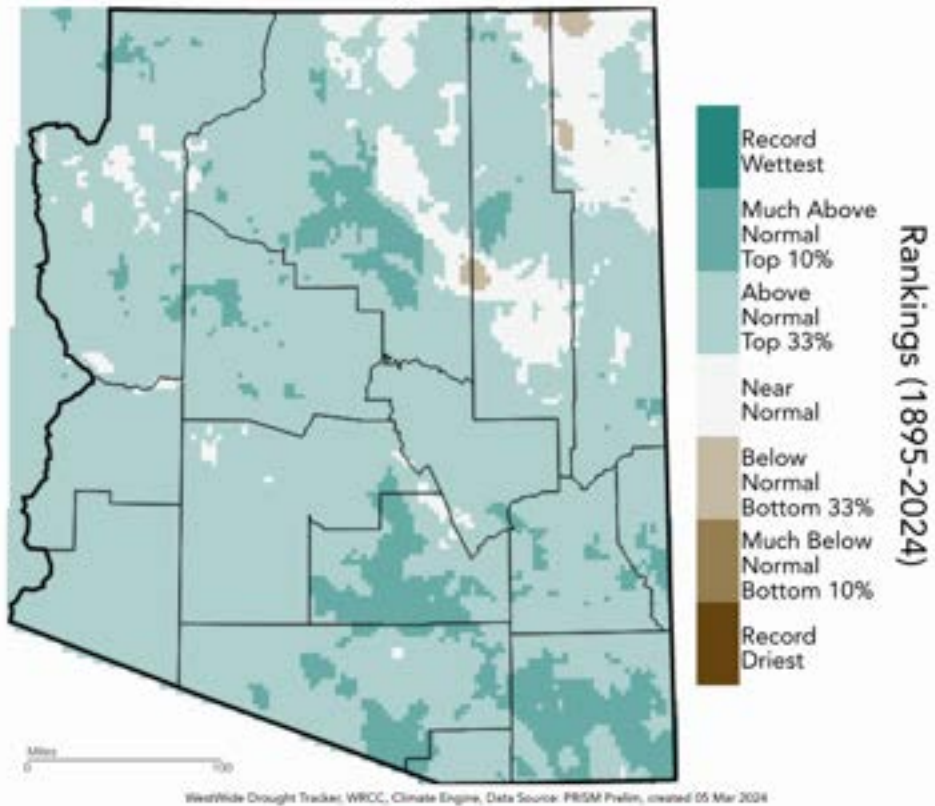 Record
Wettest
Much Above
Normal
Top 10%
Above
Normal
Top 33%
Near
Normal
Below
Normal
Bottom 33%
Much Below
Normal
Bottom 10%
Record
Driest
Rankings (1895-2024)
Miles
0 100
WestWide Drought Tracker, WRCC, Climate Engine, Data Source: PRISM Prelim, created 05 Mar 2024